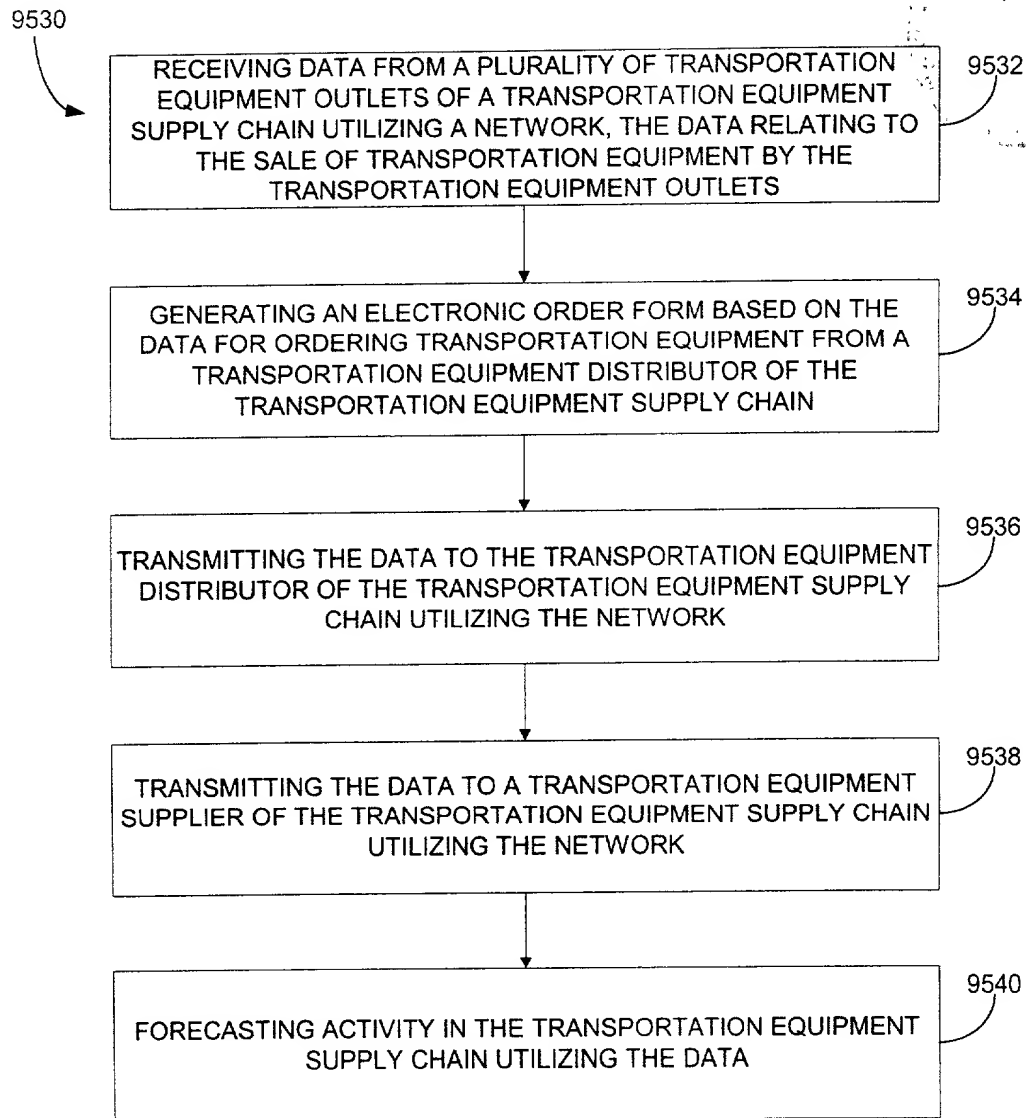 9530
RECEIVING DATA FROM A PLURALITY OF TRANSPORTATION
EQUIPMENT OUTLETS OF A TRANSPORTATION EQUIPMENT
SUPPLY CHAIN UTILIZING A NETWORK, THE DATA RELATING TO
THE SALE OF TRANSPORTATION EQUIPMENT BY THE
TRANSPORTATION EQUIPMENT OUTLETS
9532
GENERATING AN ELECTRONIC ORDER FORM BASED ON THE
DATA FOR ORDERING TRANSPORTATION EQUIPMENT FROM A
TRANSPORTATION EQUIPMENT DISTRIBUTOR OF THE
TRANSPORTATION EQUIPMENT SUPPLY CHAIN
9534
TRANSMITTING THE DATA TO THE TRANSPORTATION EQUIPMENT
DISTRIBUTOR OF THE TRANSPORTATION EQUIPMENT SUPPLY
CHAIN UTILIZING THE NETWORK
9536
TRANSMITTING THE DATA TO A TRANSPORTATION EQUIPMENT
SUPPLIER OF THE TRANSPORTATION EQUIPMENT SUPPLY CHAIN
UTILIZING THE NETWORK
9538
FORECASTING ACTIVITY IN THE TRANSPORTATION EQUIPMENT
SUPPLY CHAIN UTILIZING THE DATA
9540